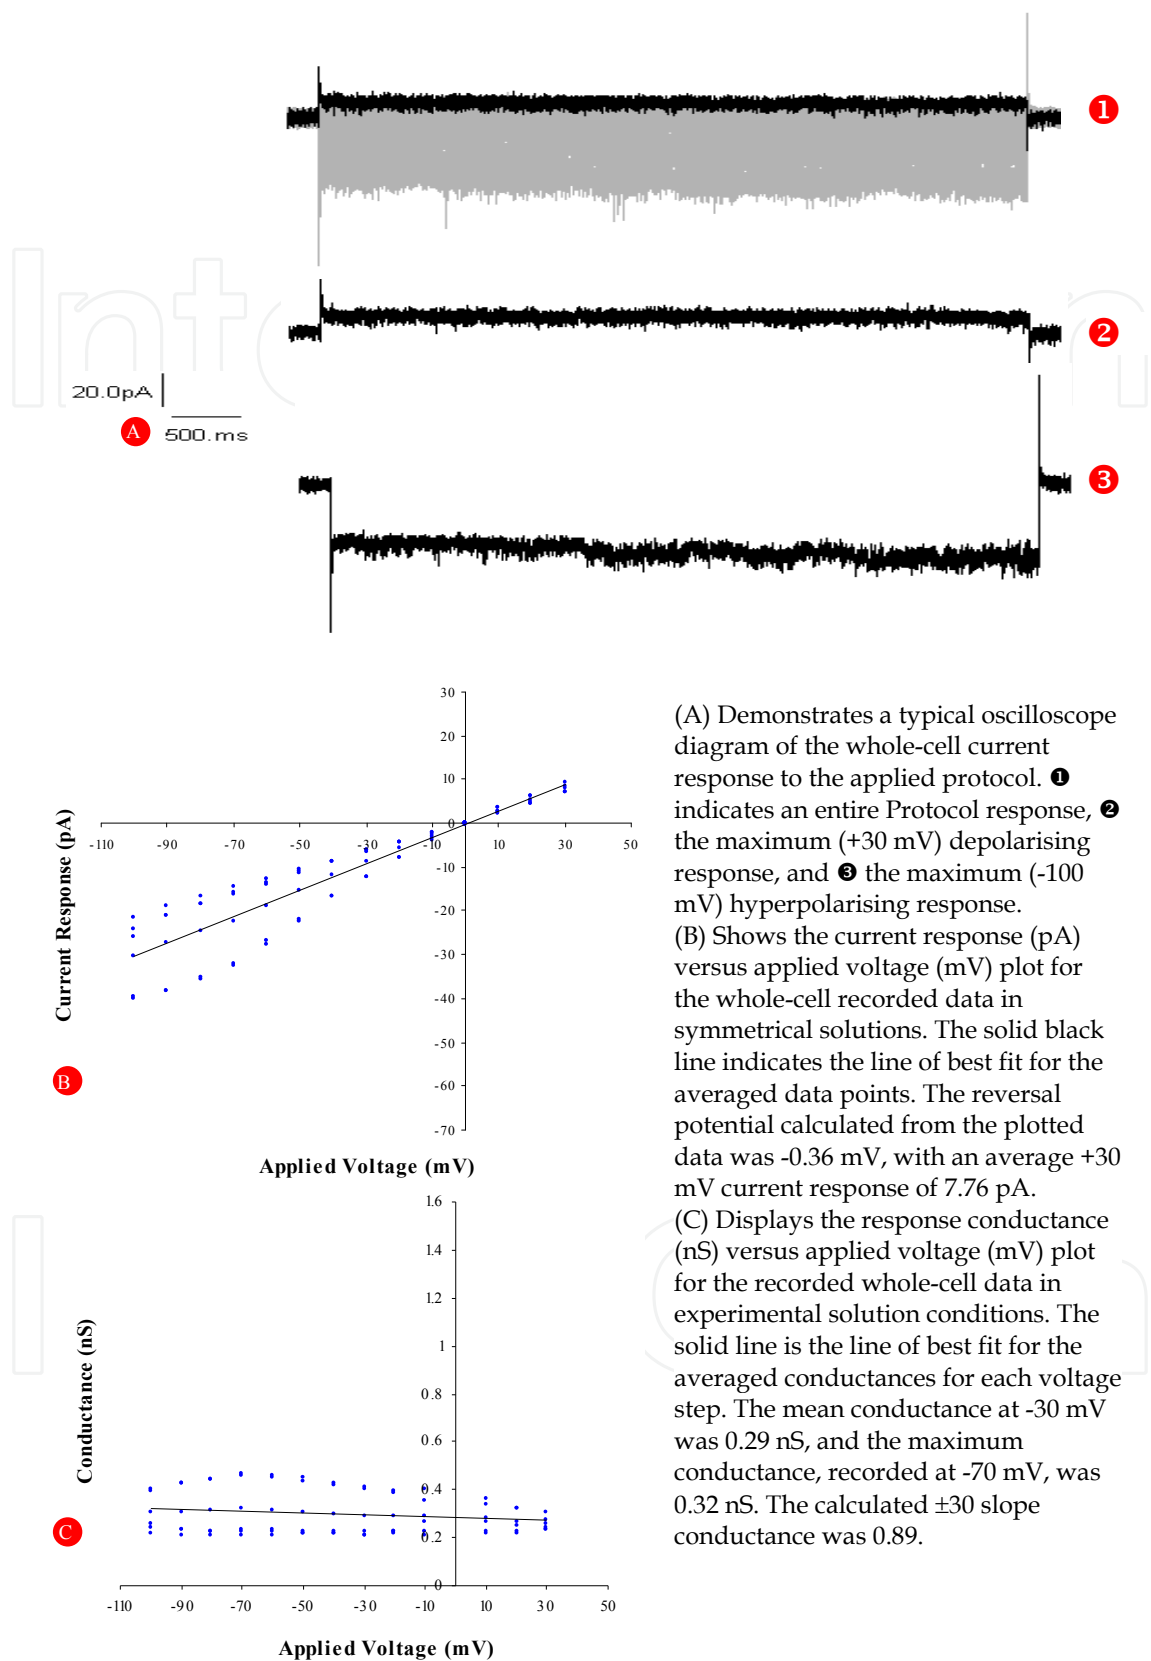 ❶
❷
20.0pA
A
500.ms
❸
30
20
10
0
-110
-90
-70
-50
-30
-10
10
30
50
-10
-20
-30
-40
-50
-60
-70
Current Response (pA)
B
Applied Voltage (mV)
1.6
1.4
1.2
1
0.8
0.6
0.4
0.2
0
Conductance (nS)
C
-110
-90
-70
-50
-30
-10
10
30
50
Applied Voltage (mV)
(A) Demonstrates a typical oscilloscope
diagram of the whole-cell current
response to the applied protocol. ❶
indicates an entire Protocol response, ❷
the maximum (+30 mV) depolarising
response, and ❸ the maximum (-100
mV) hyperpolarising response.
(B) Shows the current response (pA)
versus applied voltage (mV) plot for
the whole-cell recorded data in
symmetrical solutions. The solid black
line indicates the line of best fit for the
averaged data points. The reversal
potential calculated from the plotted
data was -0.36 mV, with an average +30
mV current response of 7.76 pA.
(C) Displays the response conductance
(nS) versus applied voltage (mV) plot
for the recorded whole-cell data in
experimental solution conditions. The
solid line is the line of best fit for the
averaged conductances for each voltage
step. The mean conductance at -30 mV
was 0.29 nS, and the maximum
conductance, recorded at -70 mV, was
0.32 nS. The calculated ±30 slope
conductance was 0.89.